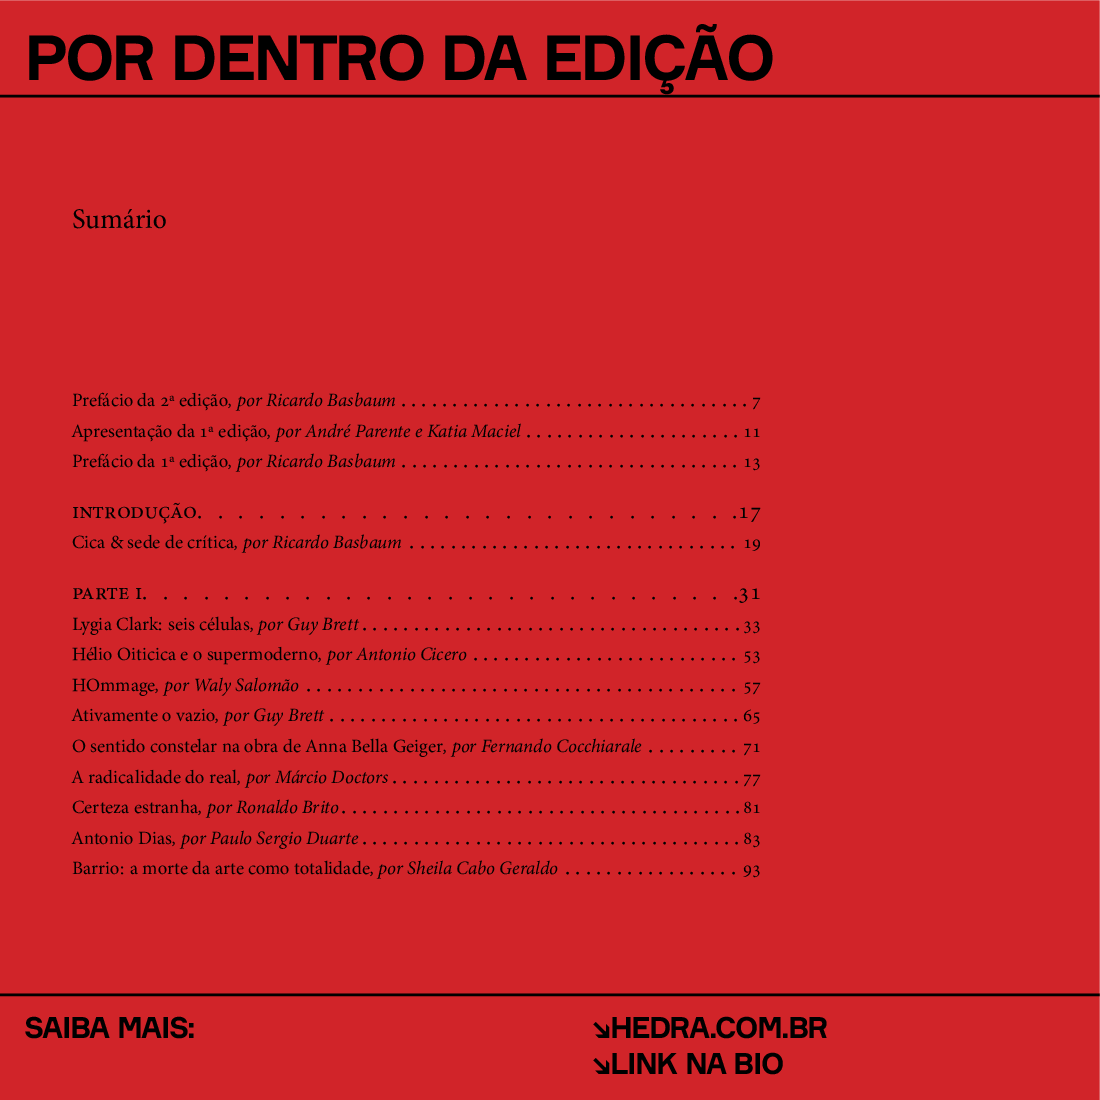 POR DENTRO DA EDIÇÃO
Sumário
Prefácio da 2ª edição, por Ricardo Basbaum . . . . . . . . . . . . . . . . . . . . . . . . . . . . . . . . . . . 7
Apresentação da 1ª edição, por André Parente e Katia Maciel . . . . . . . . . . . . . . . . . . . . . 11
Prefácio da 1ª edição, por Ricardo Basbaum . . . . . . . . . . . . . . . . . . . . . . . . . . . . . . . . . . 13
INTRODUÇÃO. . . . . . . . . . . . . . . . . . . . . . . . . . .17
Cica & sede de crítica, por Ricardo Basbaum . . . . . . . . . . . . . . . . . . . . . . . . . . . . . . . . . 19
PARTE I. . . . . . . . . . . . . . . . . . . . . . . . . . . . . .31
Lygia Clark: seis células, por Guy Brett . . . . . . . . . . . . . . . . . . . . . . . . . . . . . . . . . . . . . . 33
Hélio Oiticica e o supermoderno, por Antonio Cicero . . . . . . . . . . . . . . . . . . . . . . . . . . . 53
HOmmage, por Waly Salomão . . . . . . . . . . . . . . . . . . . . . . . . . . . . . . . . . . . . . . . . . . . 57
Ativamente o vazio, por Guy Brett . . . . . . . . . . . . . . . . . . . . . . . . . . . . . . . . . . . . . . . . . 65
O sentido constelar na obra de Anna Bella Geiger, por Fernando Cocchiarale . . . . . . . . . 71
A radicalidade do real, por Márcio Doctors . . . . . . . . . . . . . . . . . . . . . . . . . . . . . . . . . . . 77
Certeza estranha, por Ronaldo Brito . . . . . . . . . . . . . . . . . . . . . . . . . . . . . . . . . . . . . . . . 81
Antonio Dias, por Paulo Sergio Duarte . . . . . . . . . . . . . . . . . . . . . . . . . . . . . . . . . . . . . . 83
Barrio: a morte da arte como totalidade, por Sheila Cabo Geraldo . . . . . . . . . . . . . . . . . 93
SAIBA MAIS:
↘HEDRA.COM.BR
↘LINK NA BIO